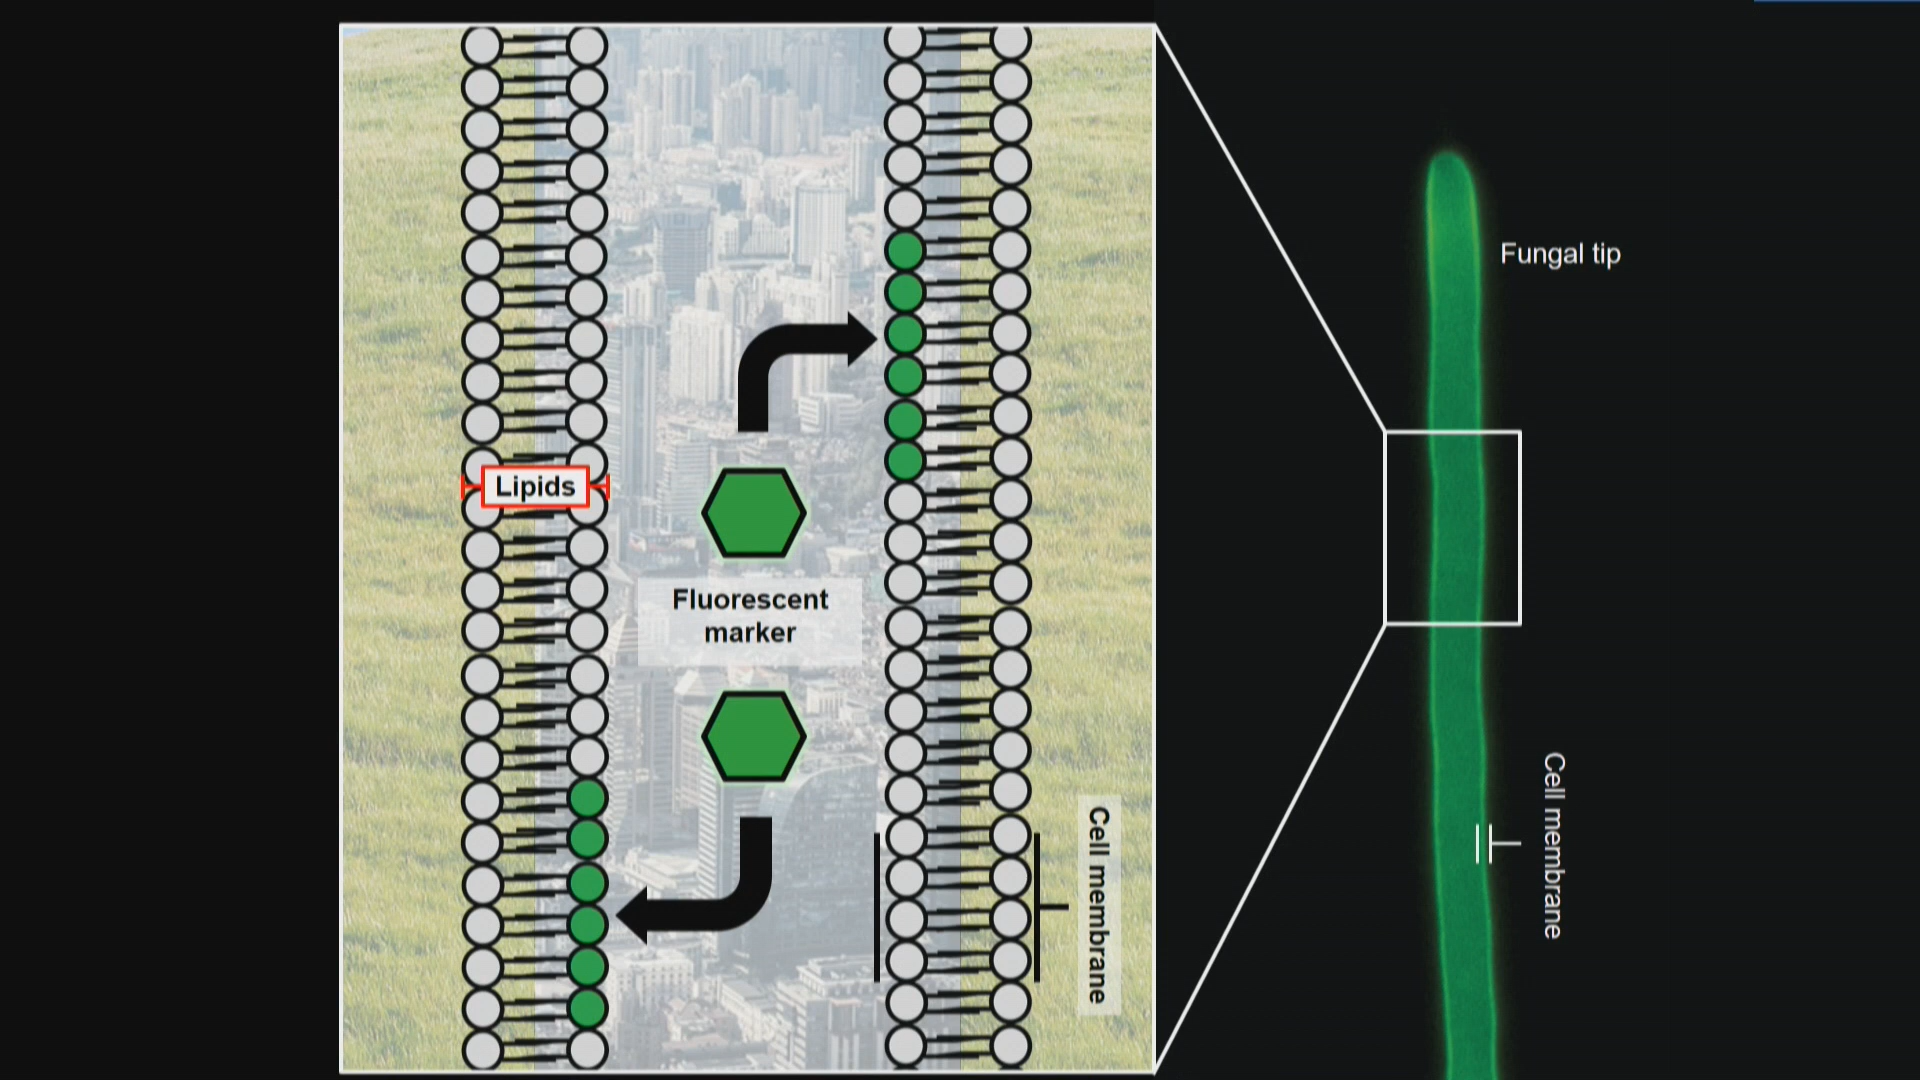 Fungal tip
Lipids
Fluorescent
marker
Cell membrane
Cell membrane